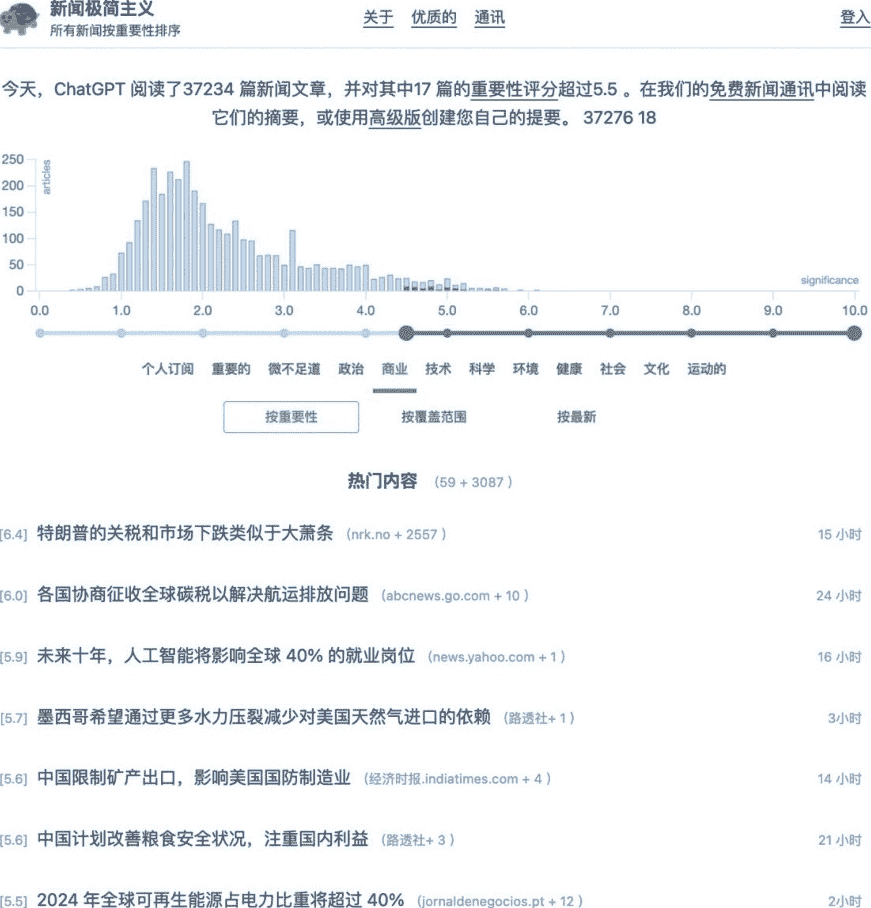 新闻极简主义
所有新闻按重要性排序
关于 优质的 通讯
登入
今天，ChatGPT 阅读了37234 篇新闻文章，并对其中17 篇的重要性评分超过5.5 。在我们的免费新闻通讯中阅读
它们的摘要，或使用高级版创建您自己的提要。 37276 18
250
200
150
100
50
0
articles
significance
0.0 1.0 2.0 3.0 4.0 5.0 6.0 7.0 8.0 9.0 10.0
个人订阅 重要的 微不足道 政治 商业 技术 科学 环境 健康 社会 文化 运动的
按重要性 按覆盖范围 按最新
热门内容 （59 + 3087 ）
[6.4] 特朗普的关税和市场下跌类似于大萧条 （nrk.no + 2557 ） 15 小时
[6.0] 各国协商征收全球碳税以解决航运排放问题 （abcnews.go.com + 10 ） 24 小时
[5.9] 未来十年，人工智能将影响全球 40% 的就业岗位 （news.yahoo.com + 1 ） 16 小时
[5.7] 墨西哥希望通过更多水力压裂减少对美国天然气进口的依赖 （路透社+ 1 ） 3小时
[5.6] 中国限制矿产出口，影响美国国防制造业 （经济时报.indiatimes.com + 4 ） 14 小时
[5.6] 中国计划改善粮食安全状况，注重国内利益 （路透社+ 3 ） 21 小时
[5.5] 2024 年全球可再生能源占电力比重将超过 40% （jornaldenegocios.pt + 12 ） 2小时